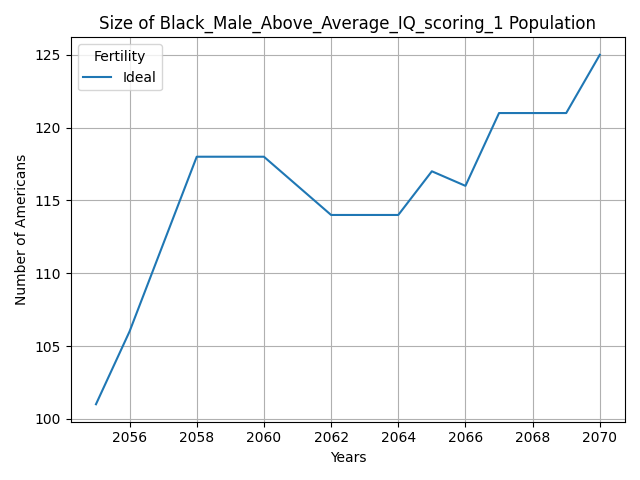 Size of Black_Male_Above_Average_IQ_scoring_1 Population
Fertility
Ideal
Number of Americans
125
120
115
110
105
100
2056 2058 2060 2062 2064 2066 2068 2070
Years